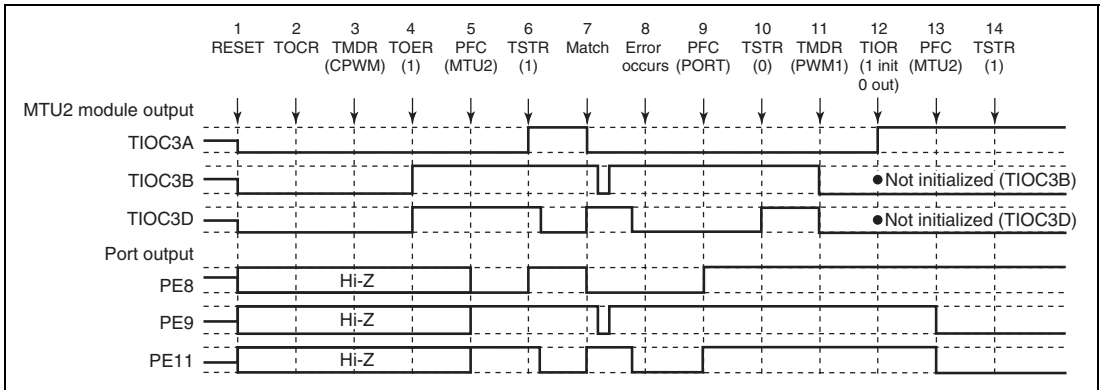 1 2 3 4 5 6 7 8 9 10 11 12 13 14
RESET TOCR TMDR TOER PFC TSTR Match Error PFC TSTR TMDR TIOR PFC TSTR
(CPWM) (1) (MTU2) (1) occurs (PORT) (0) (PWM1) (1 init (MTU2) (1)
0 out)
MTU2 module output
TIOC3A
TIOC3B
●Not initialized (TIOC3B)
TIOC3D
●Not initialized (TIOC3D)
Port output
PE8
Hi-Z
PE9
Hi-Z
PE11
Hi-Z